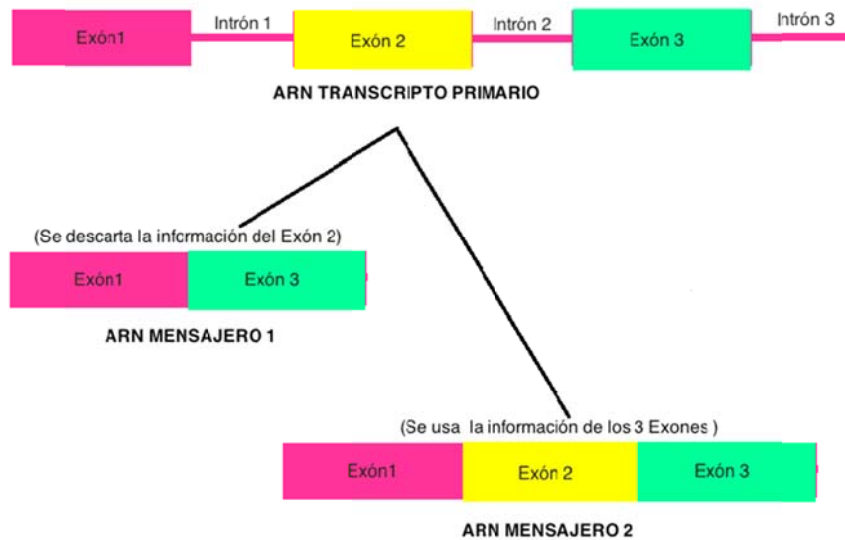 Exón1
Intrón 1
Exón 2
Intrón 2
Exón 3
Intrón 3
ARN TRANSCRIPTO PRIMARIO
(Se descarta la información del Exón 2)
Exón1
Exón 3
ARN MENSAJERO 1
(Se usa la información de los 3 Exones )
Exón1
Exón 2
Exón 3
ARN MENSAJERO 2